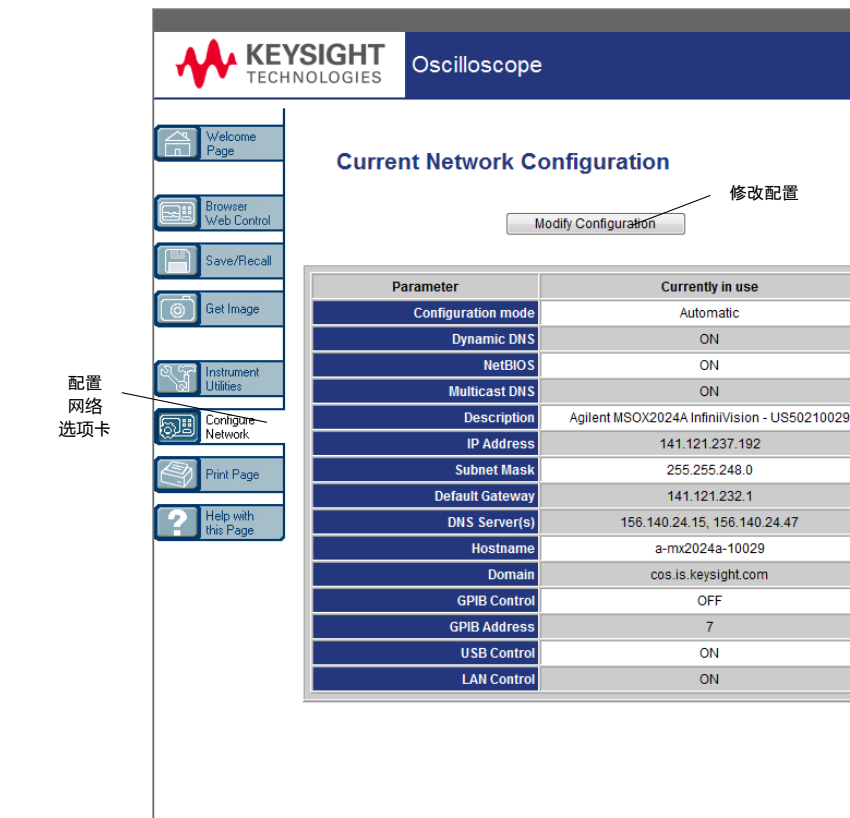 KEYSIGHT
TECHNOLOGIES
Oscilloscope
Welcome
Page
Browser
Web Control
Save/Recall
Get Image
Instrument
Utilities
Configure
Network
Print Page
Help with
this Page
配置
网络
选项卡
Current Network Configuration
修改配置
Modify Configuration
Parameter Currently in use
Configuration mode Automatic
Dynamic DNS ON
NetBIOS ON
Multicast DNS ON
Description Agilent MSOX2024A InfiniiVision - US50210029
IP Address 141.121.237.192
Subnet Mask 255.255.248.0
Default Gateway 141.121.232.1
DNS Server(s) 156.140.24.15, 156.140.24.47
Hostname a-mx2024a-10029
Domain cos.is.keysight.com
GPIB Control OFF
GPIB Address 7
USB Control ON
LAN Control ON